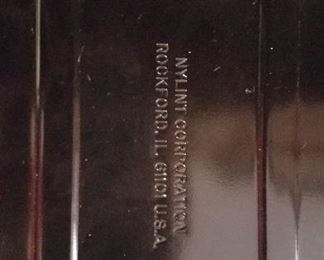 NYLINT CORPORATION
ROCKFORD, IL. 61101 U.S.A.